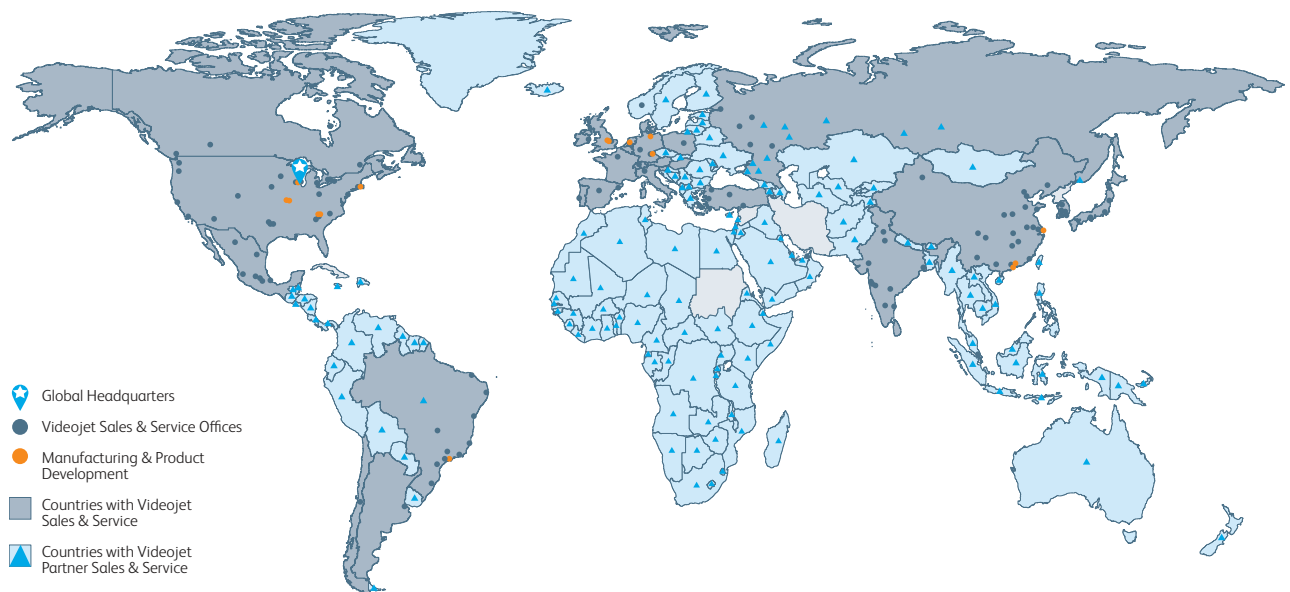 Global Headquarters
Videojet Sales & Service Offices
Manufacturing & Product
Development
Countries with Videojet
Sales & Service
Countries with Videojet
Partner Sales & Service